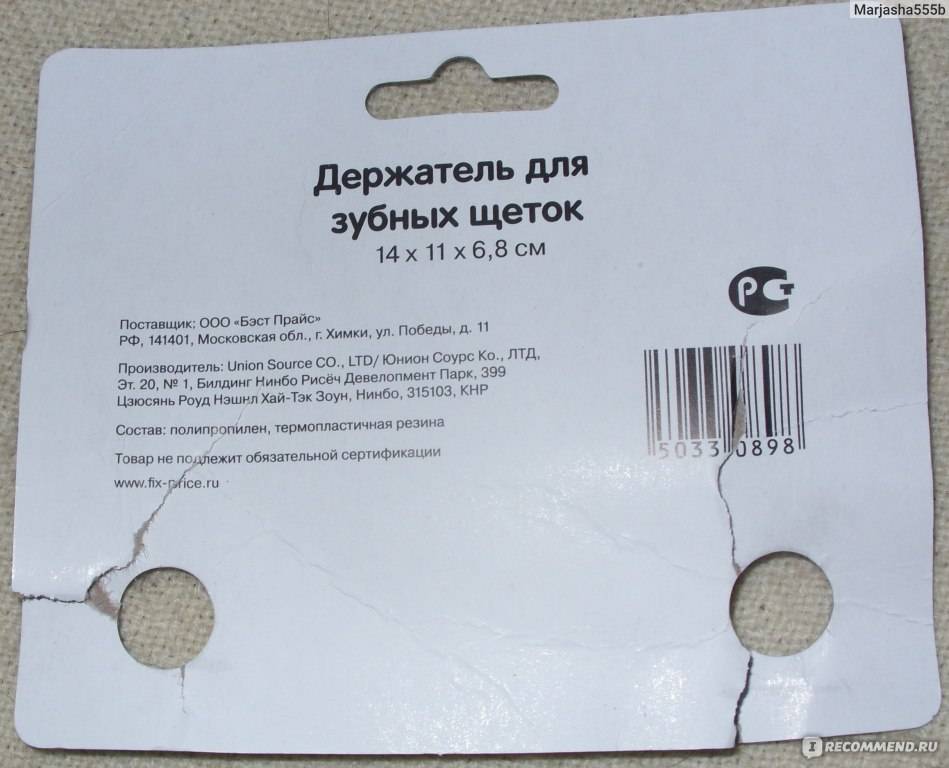 Marjasha555b
Держатель для
зубных щеток
14 х 11 х 6,8 см
РСТ
Поставщик: ООО «Бэст Прайс»
РФ, 141401, Московская обл., г. Химки, ул. Победы, д. 11
Производитель: Union Source CO., LTD/ Юнион Соурс Ко., ЛТД,
Эт. 20, № 1, Билдинг Нинбо Рисёч Девелопмент Парк, 399
Цзюсянь Роуд Нэшнл Хай-Тэк Зоун, Нинбо, 315103, КНР
Состав: полипропилен, термопластичная резина
Товар не подлежит обязательной сертификации
www.fix-price.ru
5033 0898
IRECOMMEND.RU